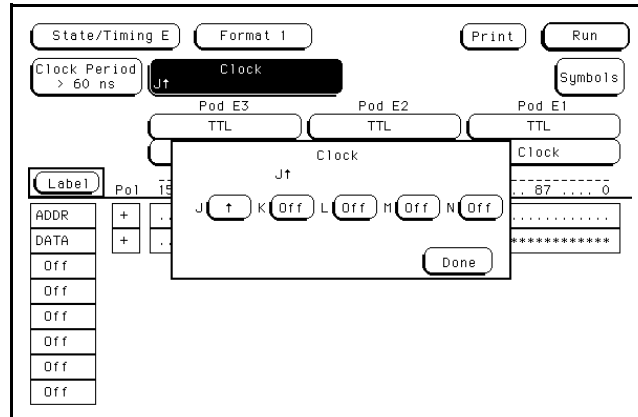 State/Timing E Format 1 Print Run
Clock Period > 60 ns
Clock
J↑
Symbols
Pod E3 Pod E2 Pod E1
TTL TTL TTL
Clock
Clock
J↑
J ↑ K Off L Off M Off N Off
Done
Label Pol 15 .. 87 .... 0
ADDR + .. ............
DATA + .. ************
Off
Off
Off
Off
Off
Off